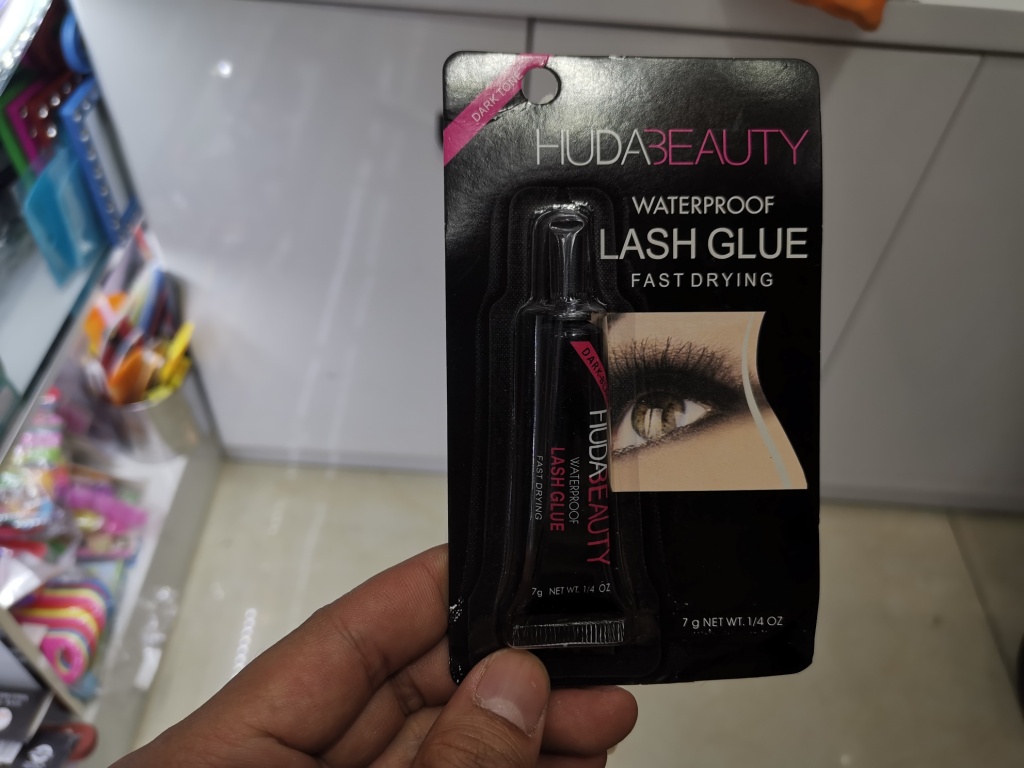 DARK TONE
HUDABEAUTY
WATERPROOF
LASH GLUE
FAST DRYING
HUDABEAUTY
WATERPROOF
LASH GLUE
FAST DRYING
7g NET WT. 1/4 OZ
7 g NET WT. 1/4 OZ